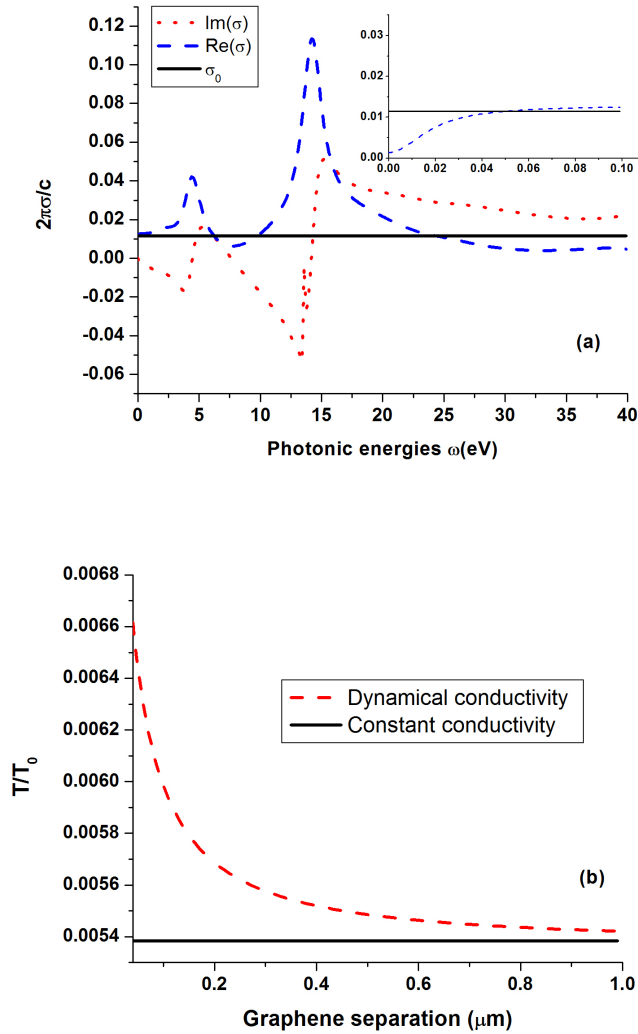 Im(σ)
Re(σ)
σ0
0.12
0.10
0.08
0.06
0.04
0.02
0.00
-0.02
-0.04
-0.06
2πσ/c
0.03
0.02
0.01
0.00
0.00 0.02 0.04 0.06 0.08 0.10
(a)
0 5 10 15 20 25 30 35 40
Photonic energies ω(eV)
0.0068
0.0066
0.0064
0.0062
0.0060
0.0058
0.0056
0.0054
T/T0
Dynamical conductivity
Constant conductivity
(b)
0.2 0.4 0.6 0.8 1.0
Graphene separation (μm)